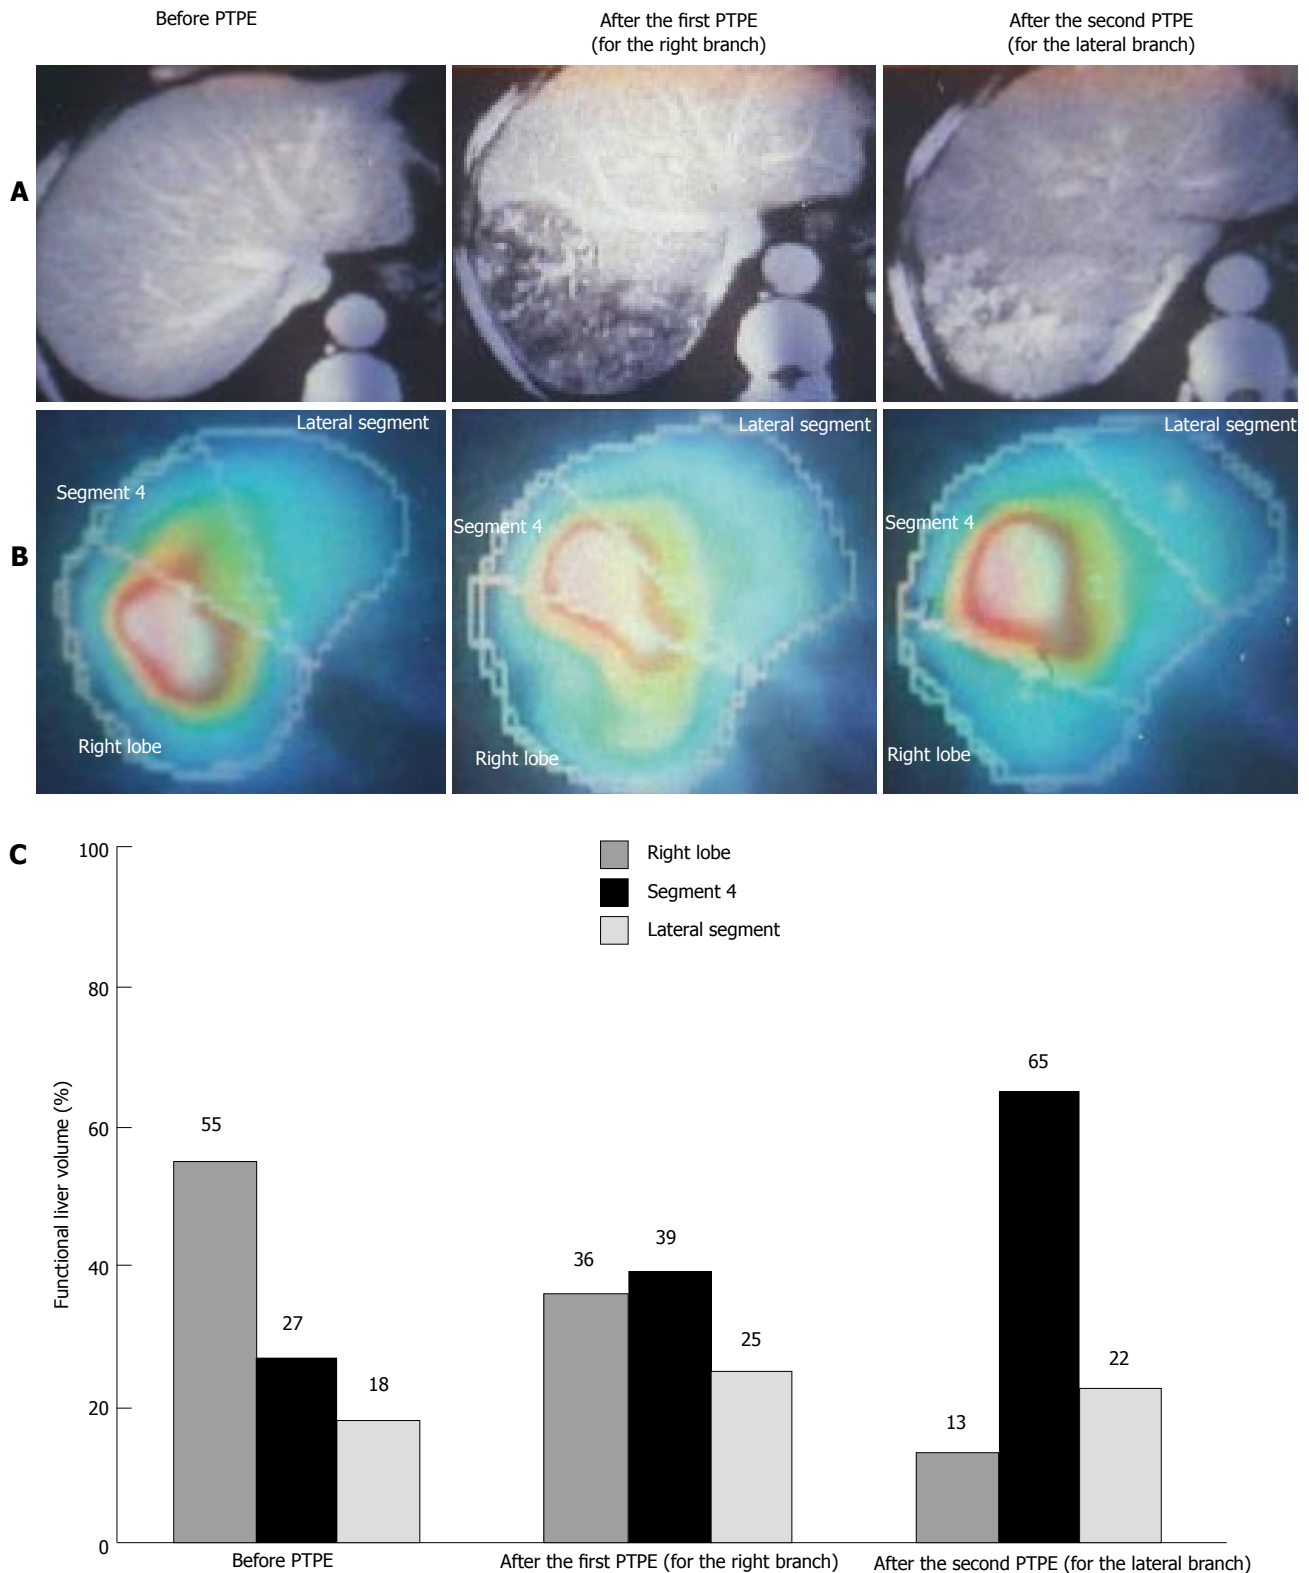 Before PTPE
After the first PTPE
(for the right branch)
After the second PTPE
(for the lateral branch)
A
B
Lateral segment
Segment 4
Right lobe
Lateral segment
Segment 4
Right lobe
Lateral segment
Segment 4
Right lobe
C
Functional liver volume (%)
100
80
60
40
20
0
Right lobe
Segment 4
Lateral segment
55
27
18
36
39
25
13
65
22
Before PTPE
After the first PTPE (for the right branch)
After the second PTPE (for the lateral branch)